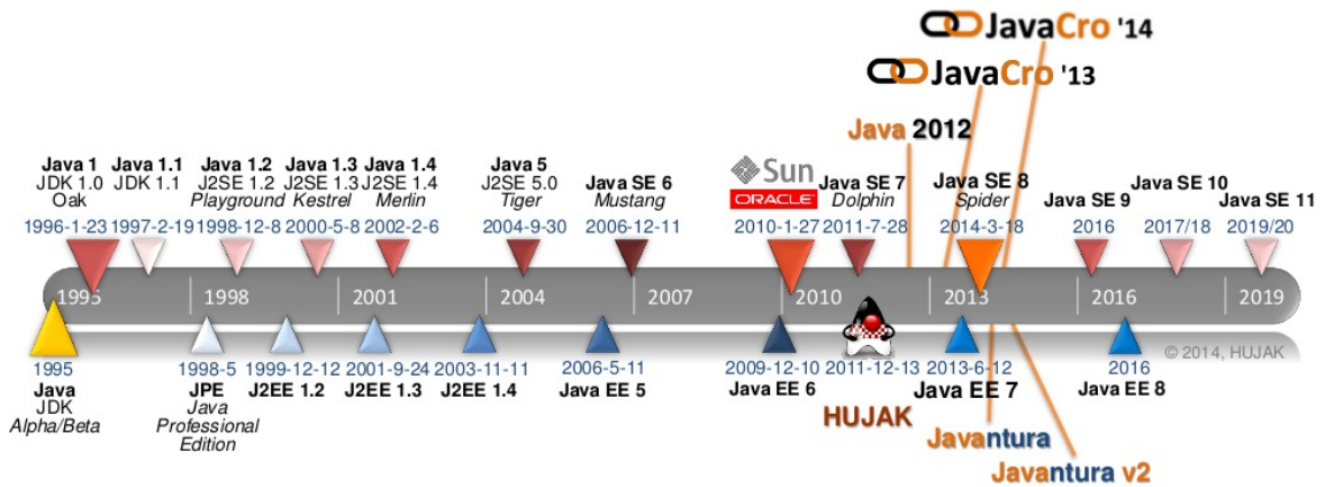 JavaCro '14
JavaCro '13
Java 2012
Java 1
JDK 1.0
Oak
1996-1-23
Java 1.1
JDK 1.1
1997-2-19
Java 1.2
J2SE 1.2
Playground
1998-12-8
Java 1.3
J2SE 1.3
Kestrel
2000-5-8
Java 1.4
J2SE 1.4
Merlin
2002-2-6
Java 5
J2SE 5.0
Tiger
2004-9-30
Java SE 6
Mustang
2006-12-11
Sun
ORACLE
2010-1-27
Java SE 7
Dolphin
2011-7-28
Java SE 8
Spider
2014-3-18
Java SE 9
2016
Java SE 10
2017/18
Java SE 11
2019/20
1995
1998
2001
2004
2007
2010
2013
2016
2019
1995
Java
JDK
Alpha/Beta
1998-5
JPE
Java
Professional
Edition
1999-12-12
J2EE 1.2
2001-9-24
J2EE 1.3
2003-11-11
J2EE 1.4
2006-5-11
Java EE 5
2009-12-10
Java EE 6
2011-12-13
HUJAK
2013-6-12
Java EE 7
2016
Java EE 8
© 2014, HUJAK
Javantura
Javantura v2